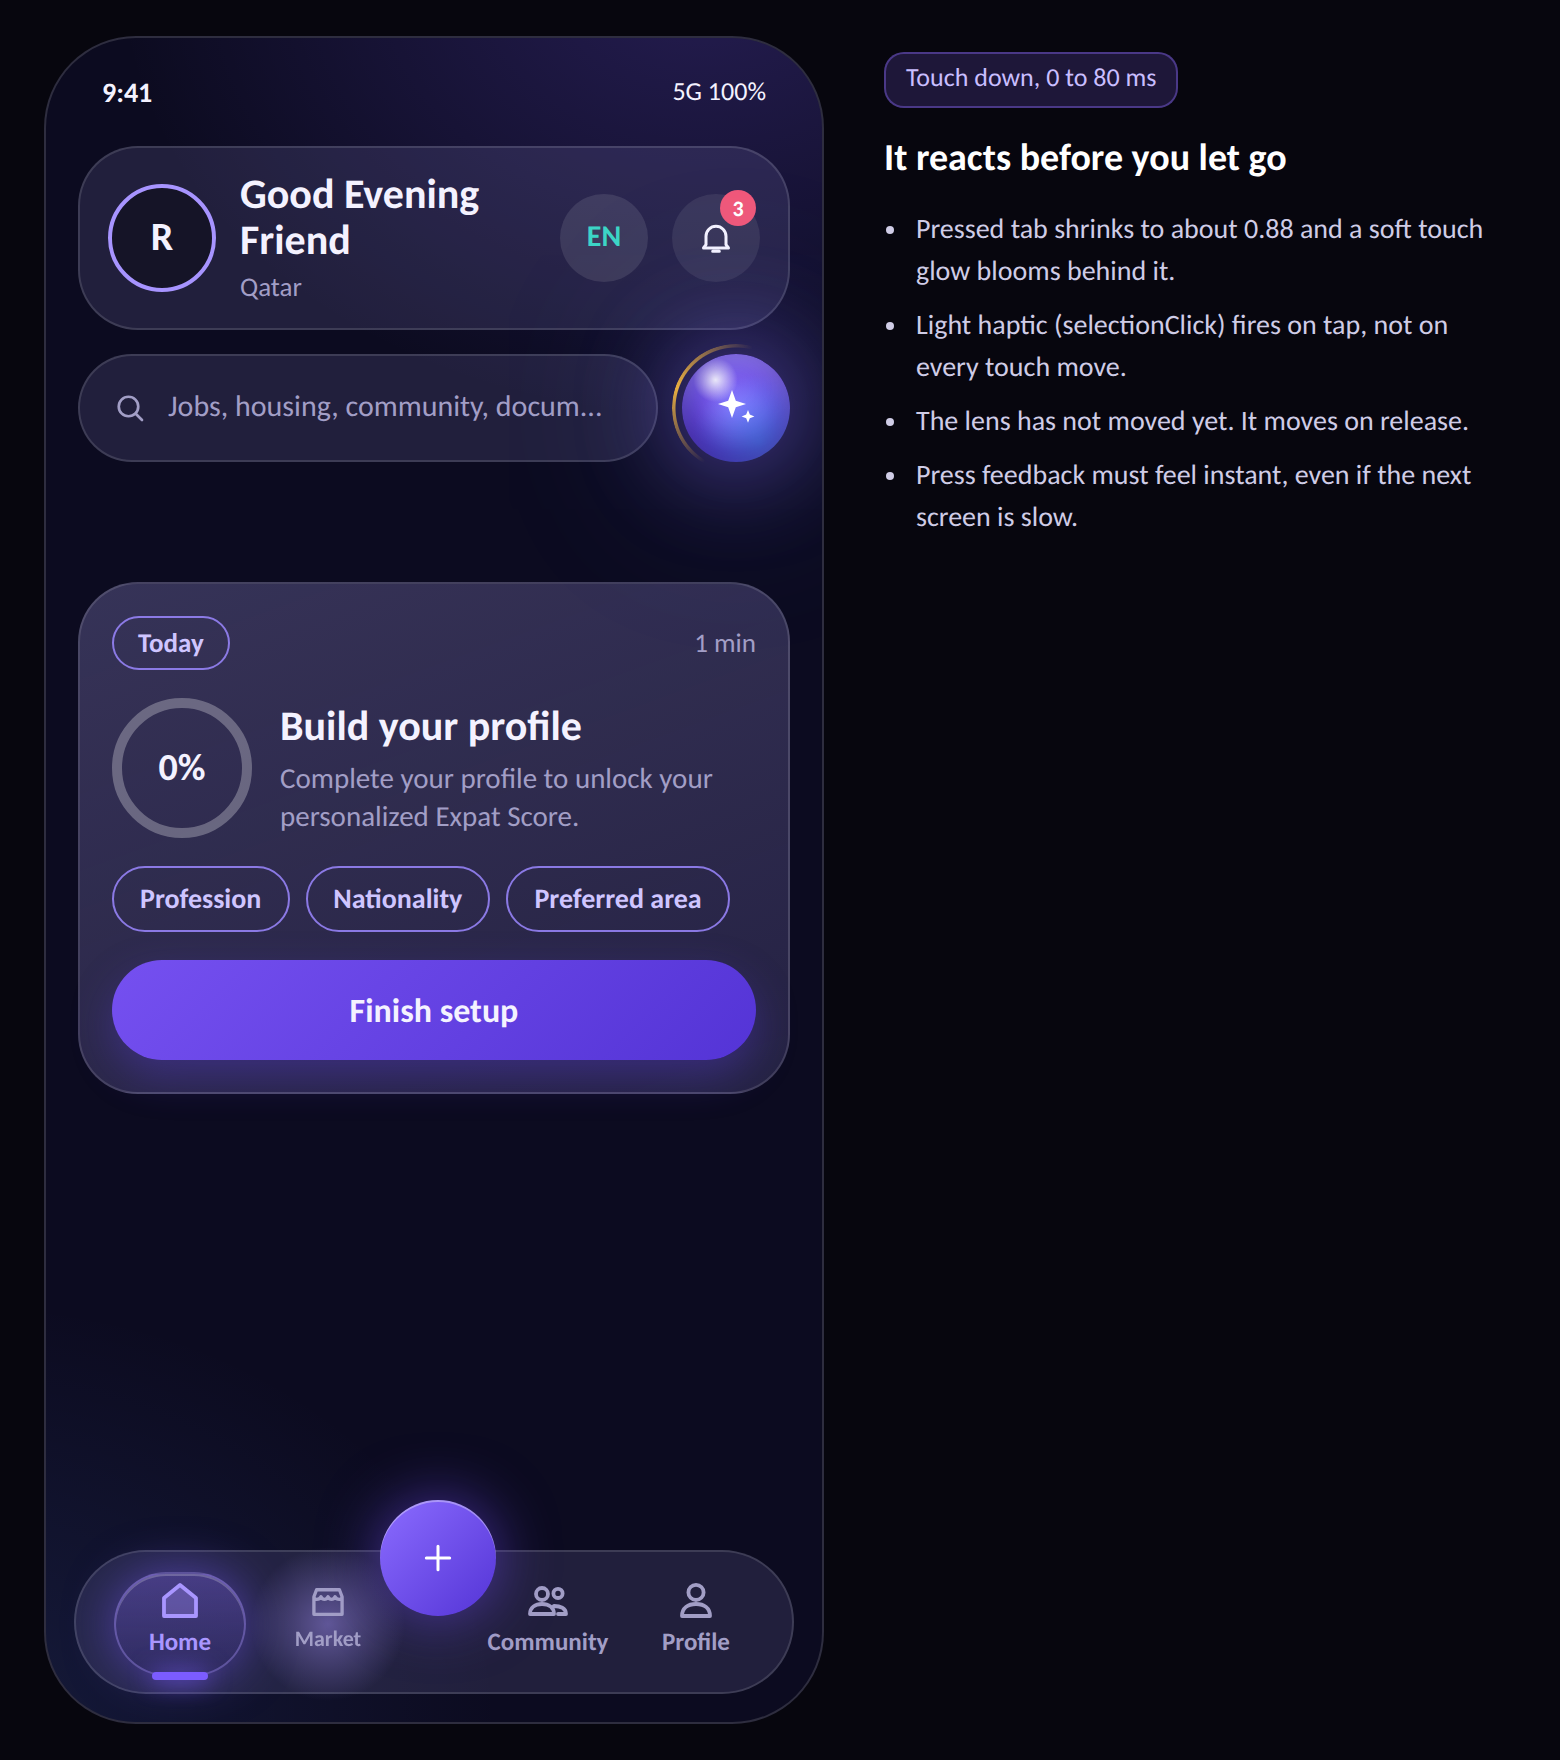 9:41
5G 100%
R
Good Evening
Friend
Qatar
EN
3
Jobs, housing, community, docum...
Today
1 min
0%
Build your profile
Complete your profile to unlock your
personalized Expat Score.
Profession
Nationality
Preferred area
Finish setup
Home
Market
Community
Profile
Touch down, 0 to 80 ms
It reacts before you let go
• Pressed tab shrinks to about 0.88 and a soft touch
glow blooms behind it.
• Light haptic (selectionClick) fires on tap, not on
every touch move.
• The lens has not moved yet. It moves on release.
• Press feedback must feel instant, even if the next
screen is slow.